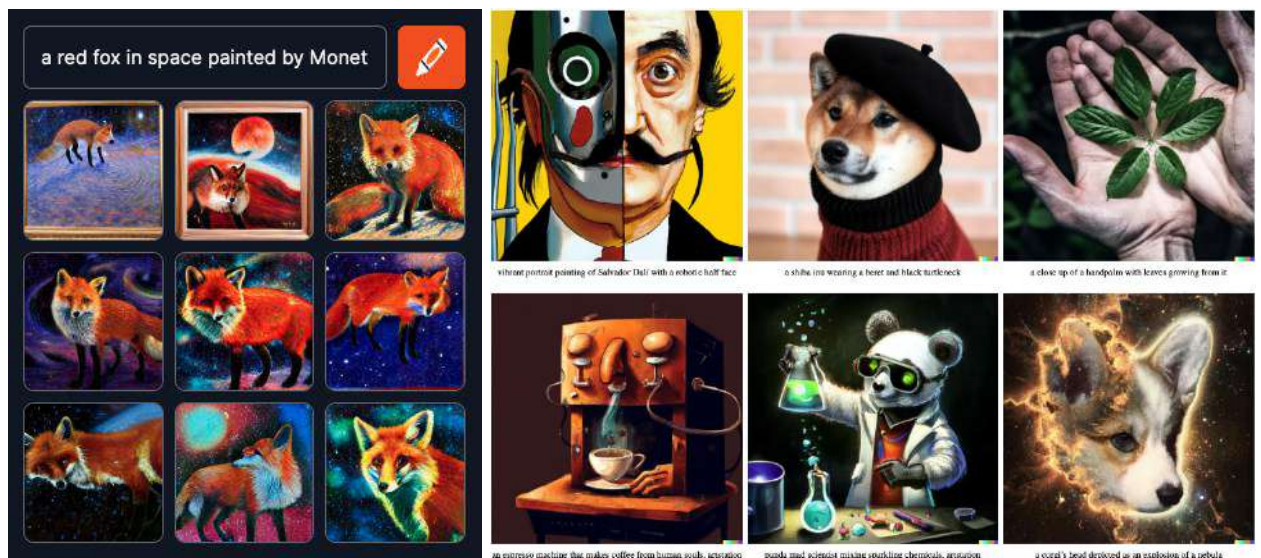 a red fox in space painted by Monet
vibrant portrait painting of Salvador Dalí with a robotic half face
a shiba inu wearing a beret and black turtleneck
a close up of a handpalm with leaves growing from it
an espresso machine that makes coffee from human souls, artstation
panda mad scientist mixing sparkling chemicals, artstation
a corgi's head depicted as an explosion of a nebula